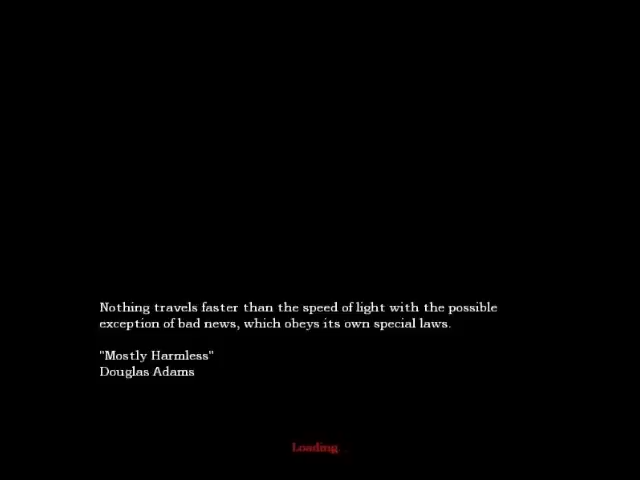 Nothing travels faster than the speed of light with the possible
exception of bad news, which obeys its own special laws.
"Mostly Harmless"
Douglas Adams
Loading